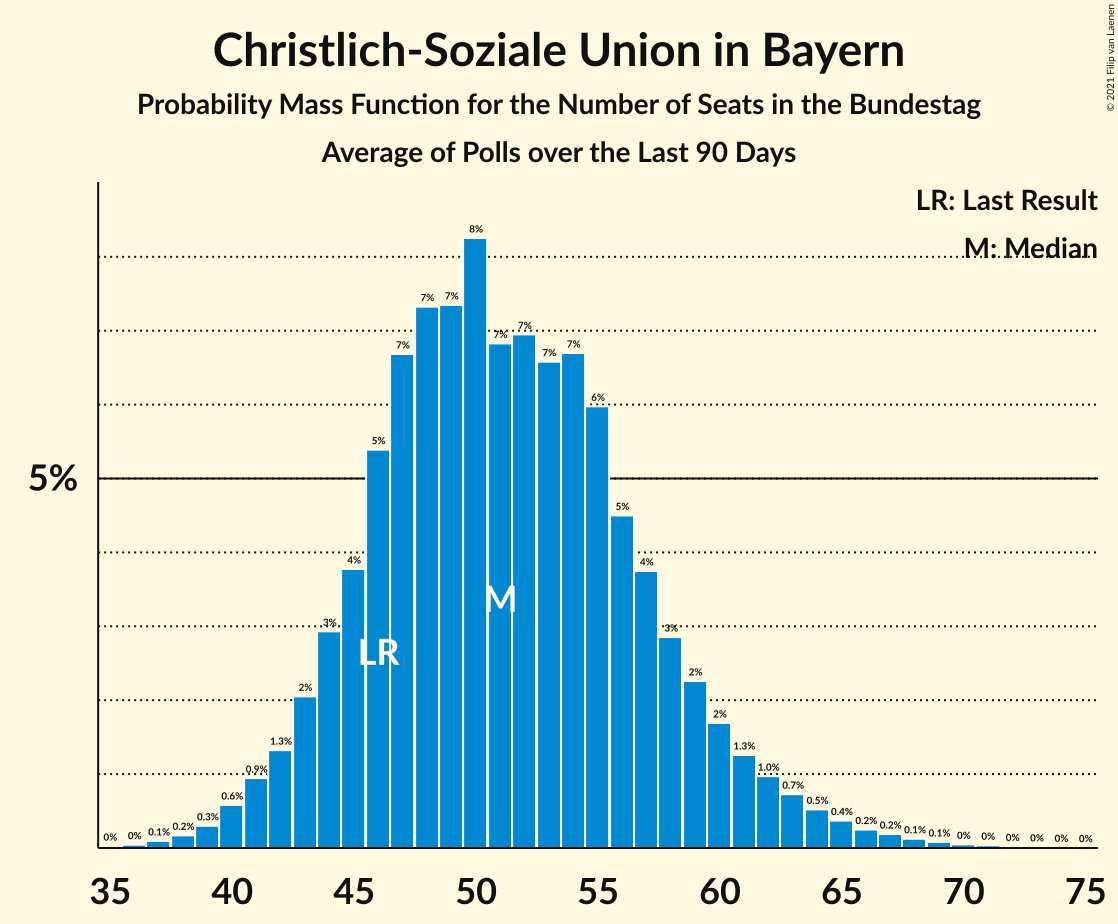 Christlich-Soziale Union in Bayern
Probability Mass Function for the Number of Seats in the Bundestag
Average of Polls over the Last 90 Days
© 2021 Filip van Laenen
LR: Last Result
M: Median
5%
0% 0% 0.1% 0.2% 0.3% 0.6% 0.9% 1.3% 2% 3% 4% 5% 7% 7% 7% 8% 7% 7% 7% 7% 6% 5% 4% 3% 2% 2% 1.3% 1.0% 0.7% 0.5% 0.4% 0.2% 0.2% 0.1% 0.1% 0% 0% 0% 0% 0% 0%
LR
M
35 40 45 50 55 60 65 70 75